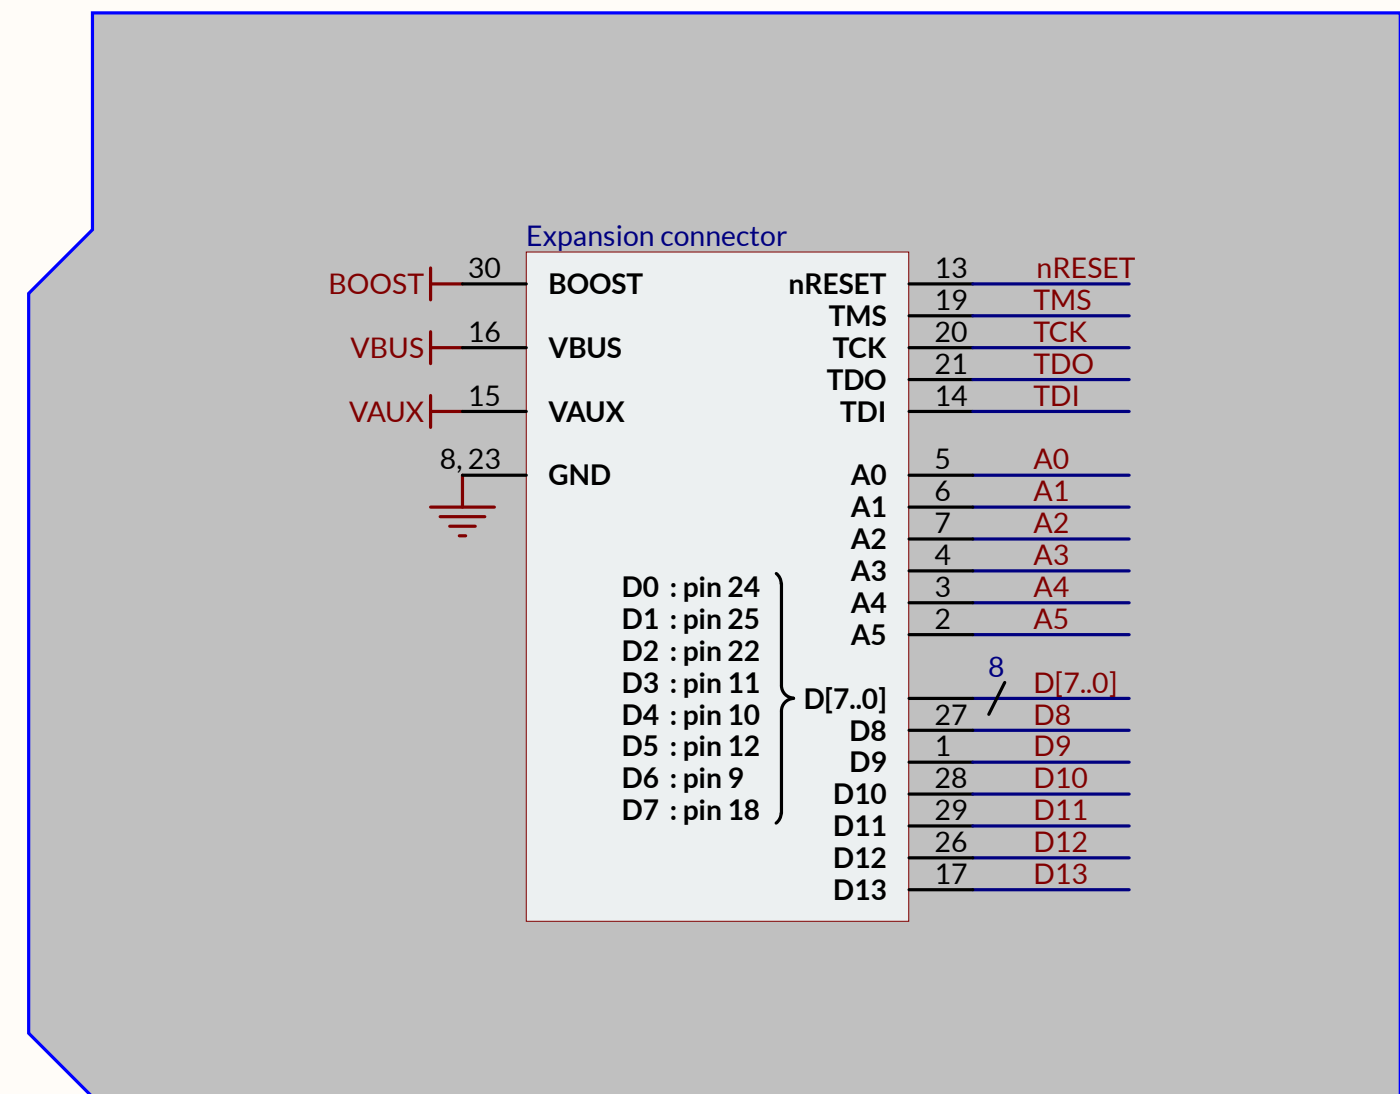 Expansion connector
BOOST 30 BOOST nRESET 13 nRESET
TMS 19 TMS
VBUS 16 VBUS TCK 20 TCK
TDO 21 TDO
VAUX 15 VAUX TDI 14 TDI
8, 23 GND A0 5 A0
A1 6 A1
A2 7 A2
A3 4 A3
D0 : pin 24 A4 3 A4
D1 : pin 25 A5 2 A5
D2 : pin 22 8
D3 : pin 11 D[7..0] D[7..0]
D4 : pin 10 D8 27 D8
D5 : pin 12 D9 1 D9
D6 : pin 9 D10 28 D10
D7 : pin 18 D11 29 D11
D12 26 D12
D13 17 D13